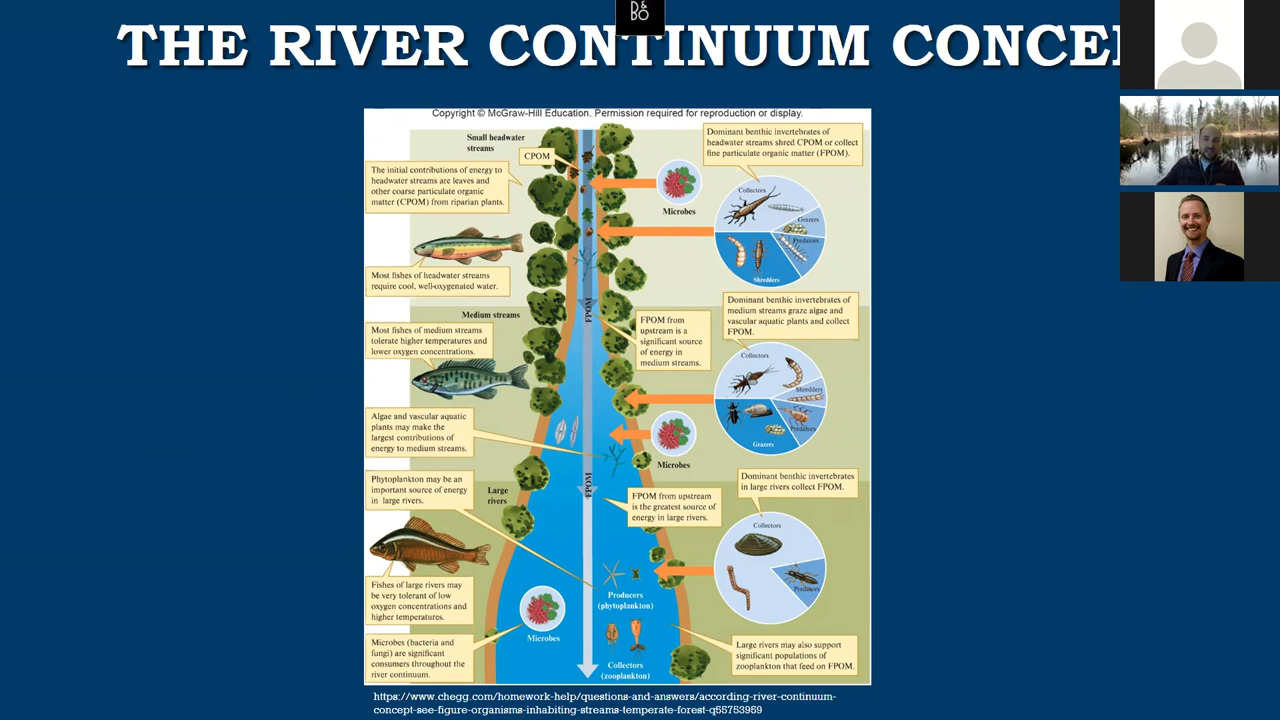 B&
BO
THE RIVER CONTINUUM CONCE
Copyright © McGraw-Hill Education. Permission required for reproduction or display.
Small headwater
streams
CPOM
Dominant benthic invertebrates of
headwater streams shred CPOM or collect
fine particulate organic matter (FPOM).
The initial contributions of energy to
headwater streams are leaves and
other coarse particulate organic
matter (CPOM) from riparian plants.
Microbes
Collectors
Grazers
Predators
Shredders
Most fishes of headwater streams
require cool, well-oxygenated water.
FPOM
Medium streams
Most fishes of medium streams
tolerate higher temperatures and
lower oxygen concentrations.
FPOM from
upstream is a
significant source
of energy in
medium streams.
Dominant benthic invertebrates of
medium streams graze algae and
vascular aquatic plants and collect
FPOM.
Collectors
Shredders
Predators
Grazers
Algae and vascular aquatic
plants may make the
largest contributions of
energy to medium streams.
Microbes
Phytoplankton may be an
important source of energy
in large rivers.
Large
rivers
FPOM
FPOM from upstream
is the greatest source of
energy in large rivers.
Dominant benthic invertebrates
in large rivers collect FPOM.
Collectors
Predators
Fishes of large rivers may
be very tolerant of low
oxygen concentrations and
higher temperatures.
Producers
(phytoplankton)
Microbes
Microbes (bacteria and
fungi) are significant
consumers throughout the
river continuum.
Collectors
(zooplankton)
Large rivers may also support
significant populations of
zooplankton that feed on FPOM.
https://www.chegg.com/homework-help/questions-and-answers/according-river-continuum-
concept-see-figure-organisms-inhabiting-streams-temperate-forest-q55753959